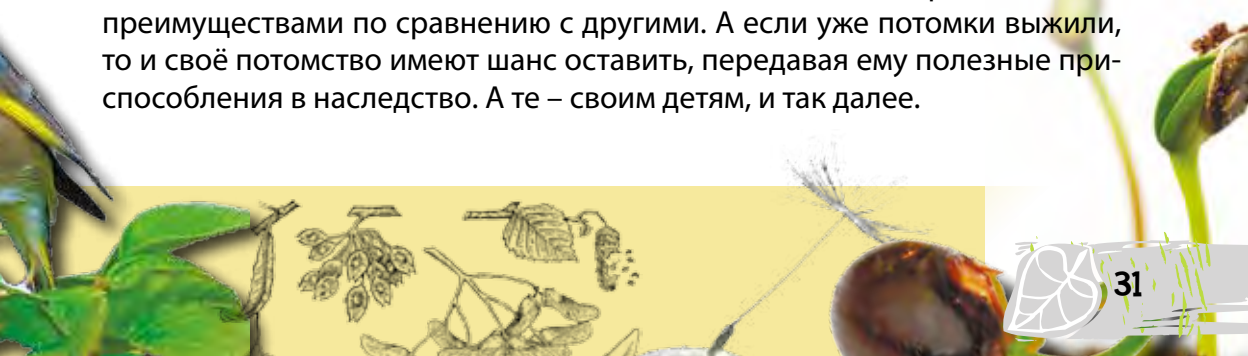 преимуществами по сравнению с другими. А если уже потомки выжили,
то и своё потомство имеют шанс оставить, передавая ему полезные при-
способления в наследство. А те – своим детям, и так далее.
31